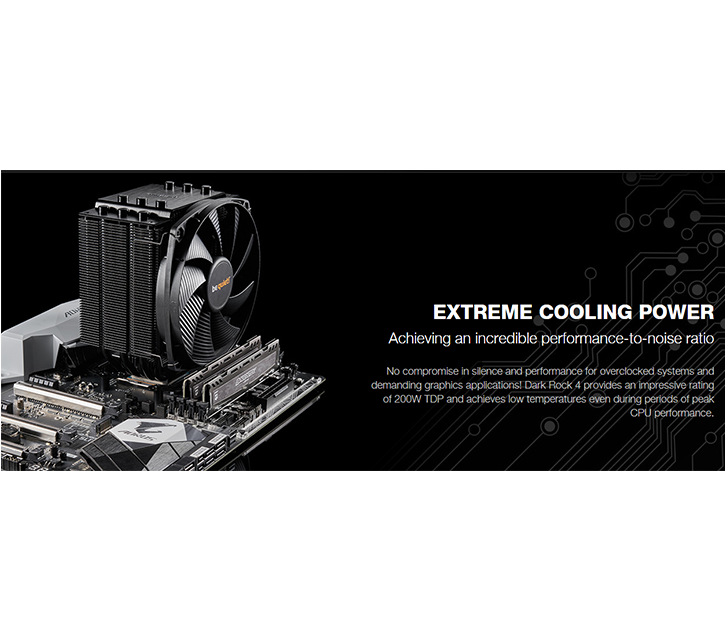 be quiet!
AORUS
EXTREME COOLING POWER
Achieving an incredible performance-to-noise ratio
No compromise in silence and performance for overclocked systems and
demanding graphics applications! Dark Rock 4 provides an impressive rating
of 200W TDP and achieves low temperatures even during periods of peak
CPU performance.